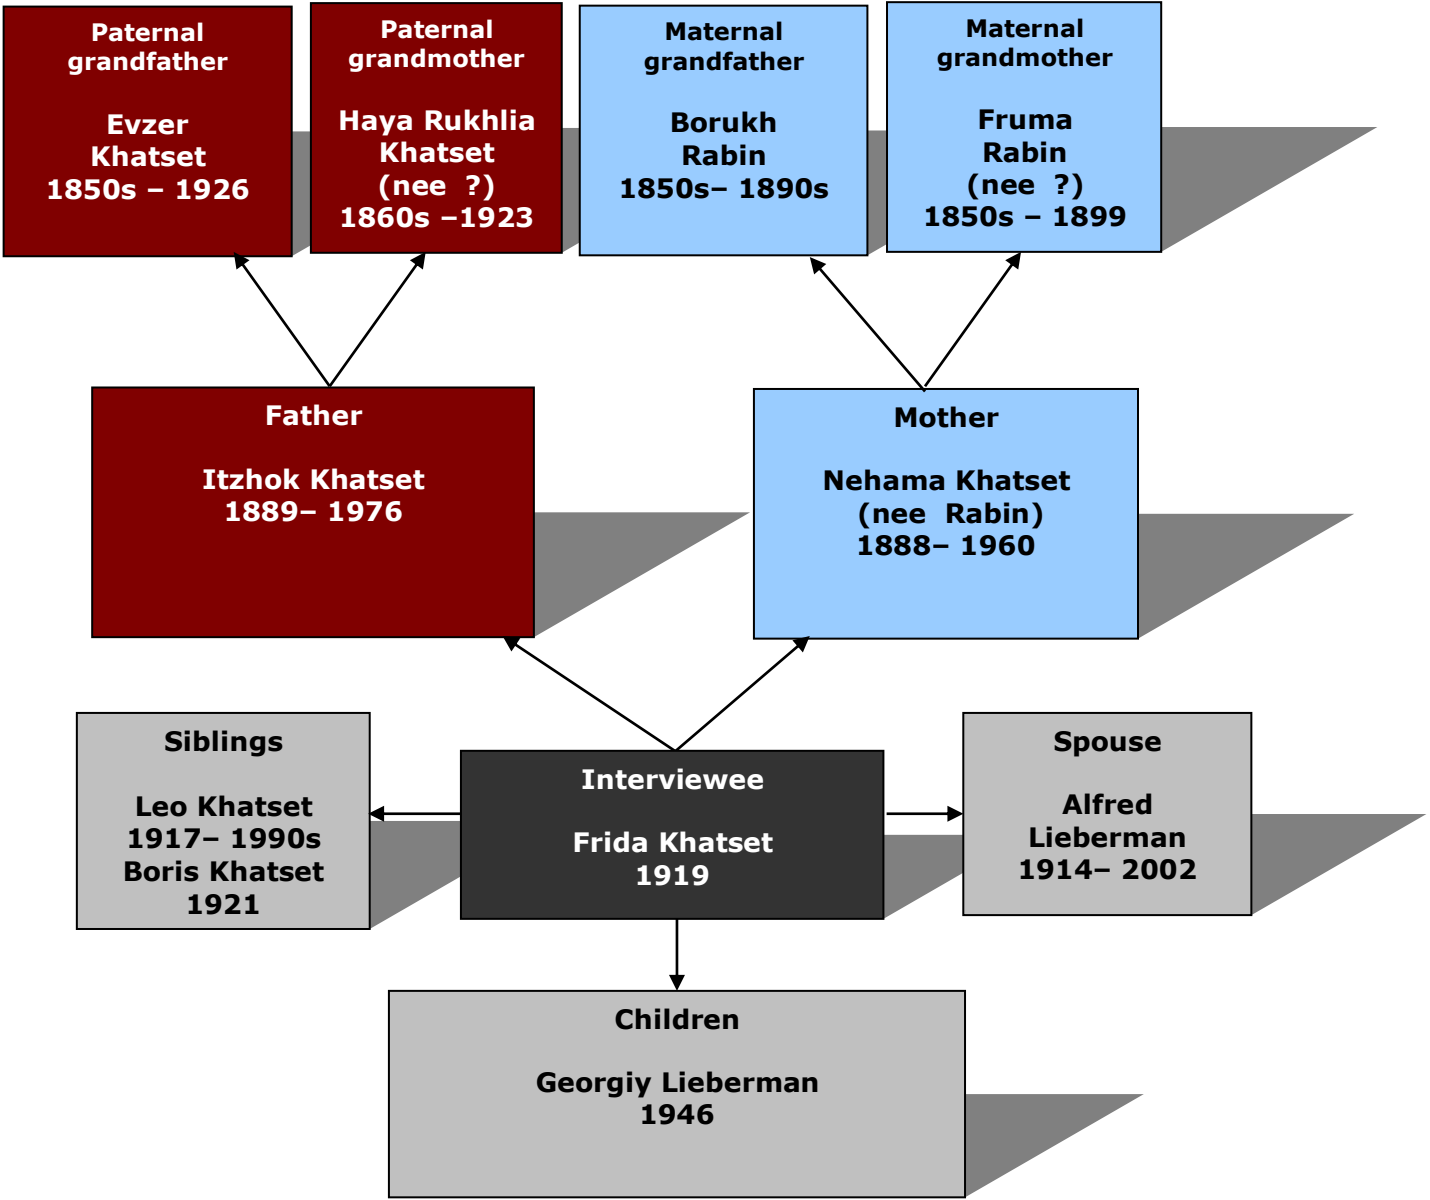 Paternal
grandfather
Evzer
Khatset
1850s – 1926
Paternal
grandmother
Haya Rukhlia
Khatset
(nee  ?)
1860s –1923
Maternal
grandfather
Borukh
Rabin
1850s– 1890s
Maternal
grandmother
Fruma
Rabin
(nee  ?)
1850s – 1899
Father
Itzhok Khatset
1889– 1976
Mother
Nehama Khatset
(nee  Rabin)
1888– 1960
Siblings
Leo Khatset
1917– 1990s
Boris Khatset
1921
Interviewee
Frida Khatset
1919
Spouse
Alfred
Lieberman
1914– 2002
Children
Georgiy Lieberman
1946